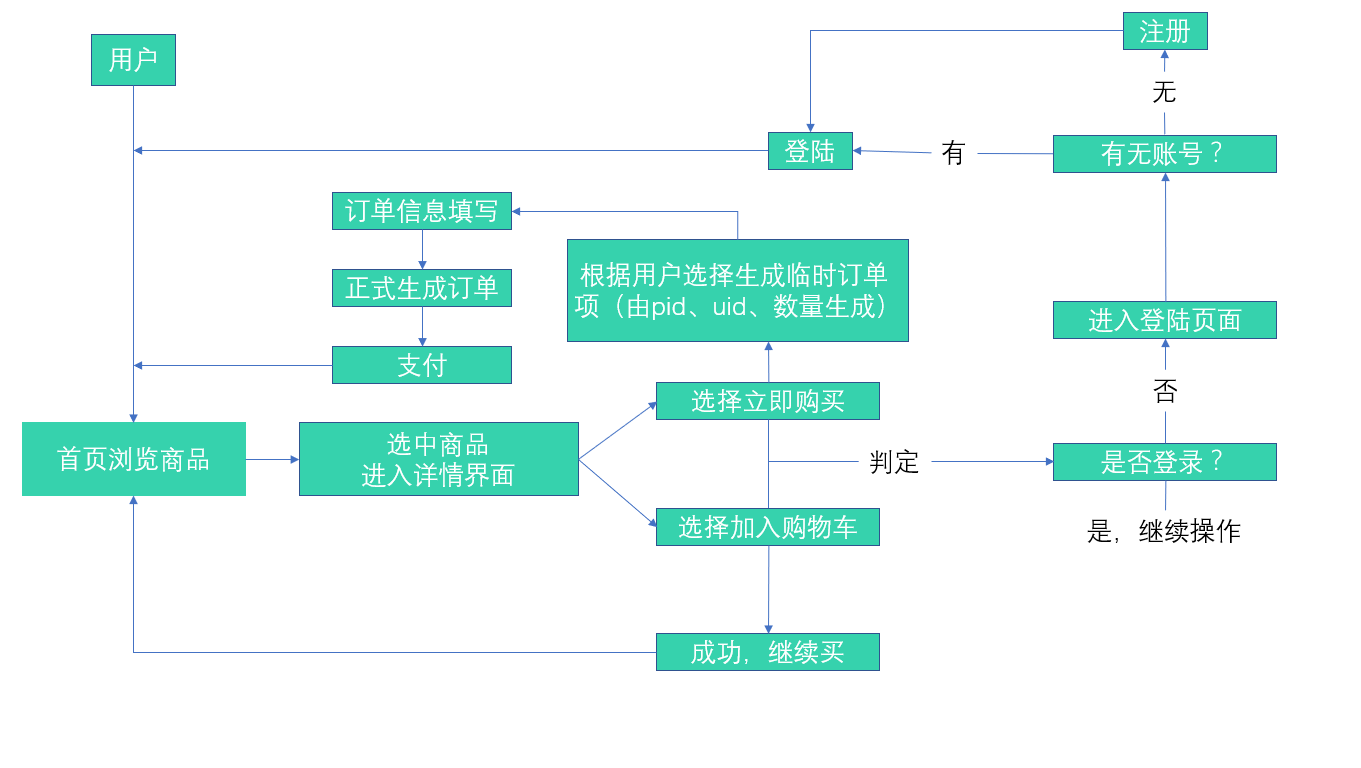 注册
用户
无
登陆
有
有无账号？
订单信息填写
根据用户选择生成临时订单
项（由pid、uid、数量生成）
正式生成订单
进入登陆页面
支付
选择立即购买
否
首页浏览商品
选中商品
进入详情界面
判定
是否登录？
选择加入购物车
是，继续操作
成功，继续买